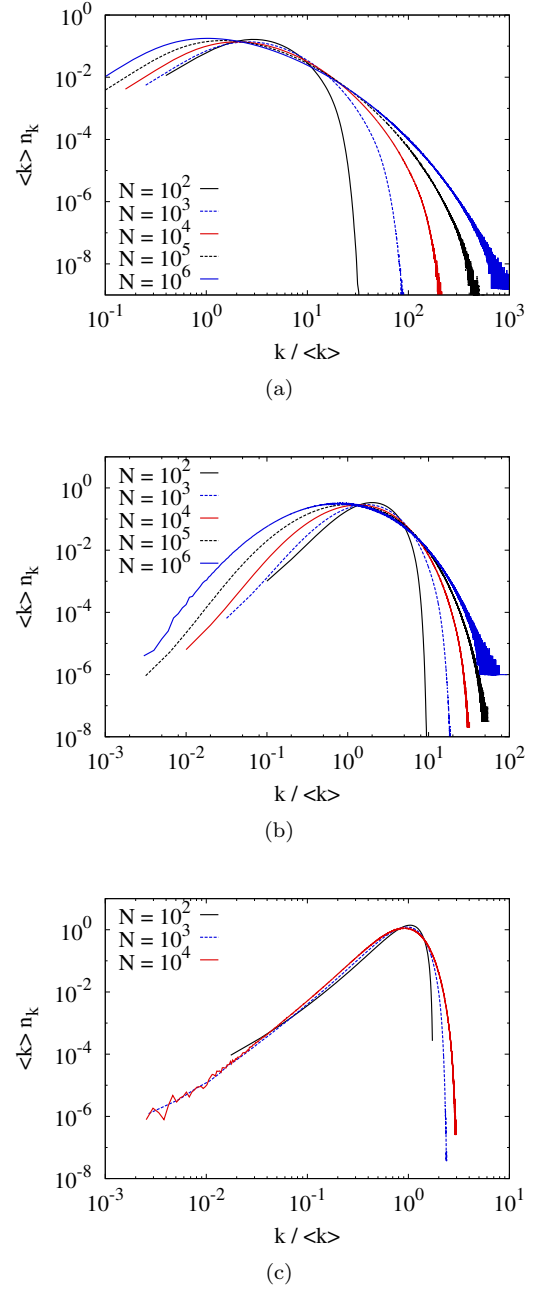 10^0
10^-2
10^-4
10^-6
10^-8
<k> n_k
N = 10^2
N = 10^3
N = 10^4
N = 10^5
N = 10^6
10^-1 10^0 10^1 10^2 10^3
k / <k>
(a)
10^0
10^-2
10^-4
10^-6
10^-8
<k> n_k
N = 10^2
N = 10^3
N = 10^4
N = 10^5
N = 10^6
10^-3 10^-2 10^-1 10^0 10^1 10^2
k / <k>
(b)
10^0
10^-2
10^-4
10^-6
10^-8
<k> n_k
N = 10^2
N = 10^3
N = 10^4
10^-3 10^-2 10^-1 10^0 10^1
k / <k>
(c)